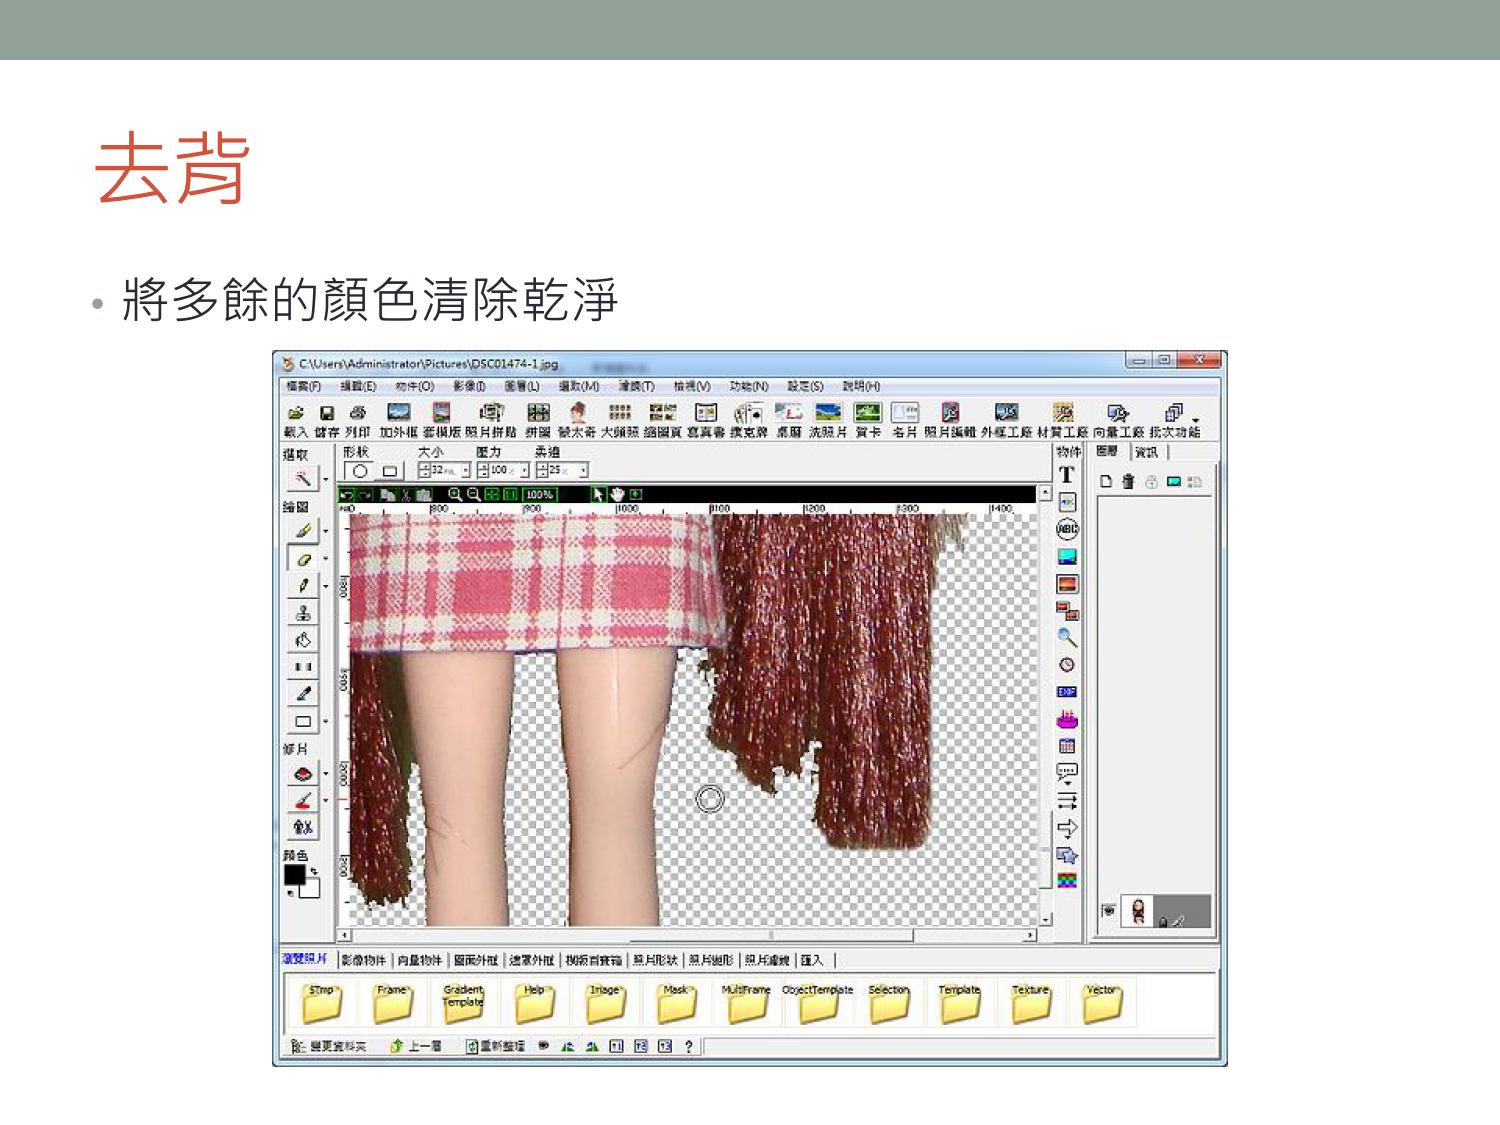 去背
• 將多餘的顏色清除乾淨
C:\Users\Administrator\Pictures\DSC01474-1.jpg
檔案(F) 編輯(E) 物件(O) 影像(I) 圖層(L) 選取(M) 濾鏡(T) 檢視(V) 功能(N) 設定(S) 說明(H)
載入 儲存 列印 加外框 套模版 照片拼貼 拼圖 蒙太奇 大頭照 縮圖頁 寫真書 撲克牌 桌曆 洗照片 賀卡 名片 照片編輯 外框工廠 材質工廠 向量工廠 批次功能
選取 形狀 大小 壓力 柔邊 物件 圖層 資訊
32 100 25
100%
800 900 1000 1100 1200 1300 1400
繪圖
修片
顏色
T
ABC
EXIF
瀏覽照片 影像物件 向量物件 圖面外框 遮罩外框 照片形狀 照片變形 照片濾鏡 匯入
$Tmp Frame Gradient Template Help Image Mask MultiFrame ObjectTemplate Selection Template Texture Vector
變更資料夾 上一層 重新整理 ?